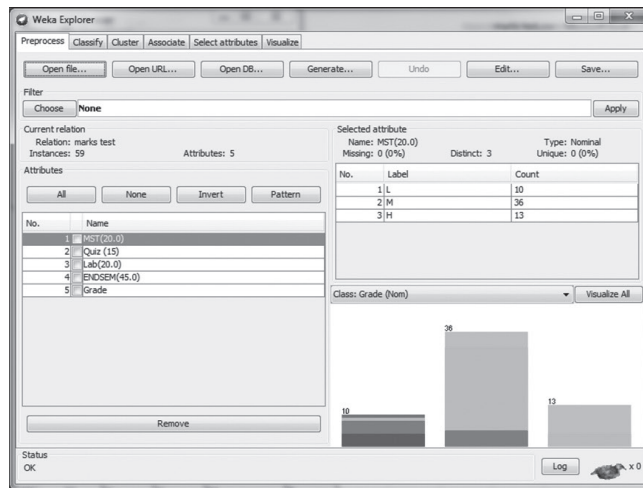 Weka Explorer
Preprocess Classify Cluster Associate Select attributes Visualize
Open file... Open URL... Open DB... Generate... Undo Edit... Save...
Filter
Choose None Apply
Current relation
Relation: marks test
Instances: 59 Attributes: 5
Attributes
All None Invert Pattern
No. Name
1 MST(20.0)
2 Quiz (15)
3 Lab(20.0)
4 ENDSEM(45.0)
5 Grade
Remove
Selected attribute
Name: MST(20.0) Type: Nominal
Missing: 0 (0%) Distinct: 3 Unique: 0 (0%)
No. Label Count
1 L 10
2 M 36
3 H 13
Class: Grade (Nom) Visualize All
10
36
13
Status
OK
Log x 0